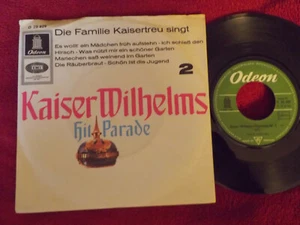 Die Familie Kaisertreu singt
Es wollt' ein Mädchen früh aufstehn · Ich schieß den
Hirsch · Was nützt mir ein schöner Garten
Mariechen saß weinend im Garten
Die Räuberbraut · Schön ist die Jugend
Odeon
2
Kaiser Wilhelms
Hit Parade
Odeon